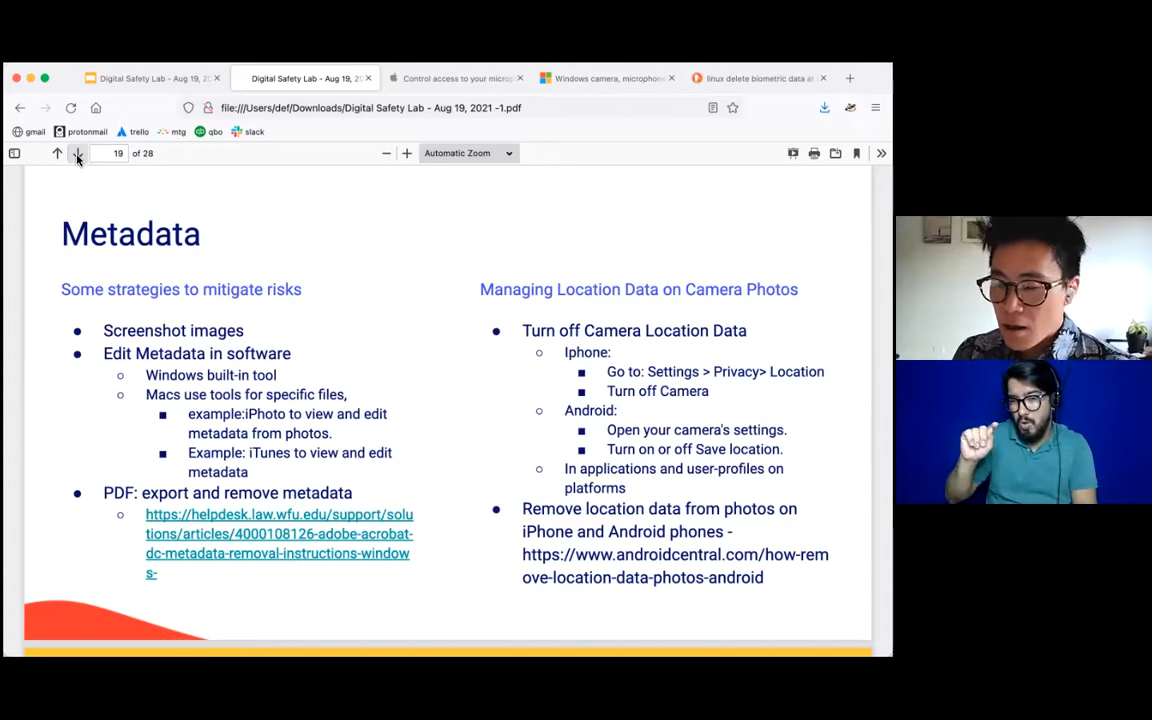 Digital Safety Lab - Aug 19, 20
Digital Safety Lab - Aug 19, 20
Control access to your microp
Windows camera, microphone
linux delete biometric data at
file:///Users/def/Downloads/Digital Safety Lab - Aug 19, 2021 -1.pdf
gmail protonmail trello mtg qbo slack
19 of 28
Automatic Zoom
Metadata
Some strategies to mitigate risks
● Screenshot images
● Edit Metadata in software
○ Windows built-in tool
○ Macs use tools for specific files,
■ example:iPhoto to view and edit
metadata from photos.
■ Example: iTunes to view and edit
metadata
● PDF: export and remove metadata
○ https://helpdesk.law.wfu.edu/support/solu
tions/articles/4000108126-adobe-acrobat-
dc-metadata-removal-instructions-window
s-
Managing Location Data on Camera Photos
● Turn off Camera Location Data
○ Iphone:
■ Go to: Settings > Privacy> Location
■ Turn off Camera
○ Android:
■ Open your camera's settings.
■ Turn on or off Save location.
○ In applications and user-profiles on
platforms
● Remove location data from photos on
iPhone and Android phones -
https://www.androidcentral.com/how-rem
ove-location-data-photos-android